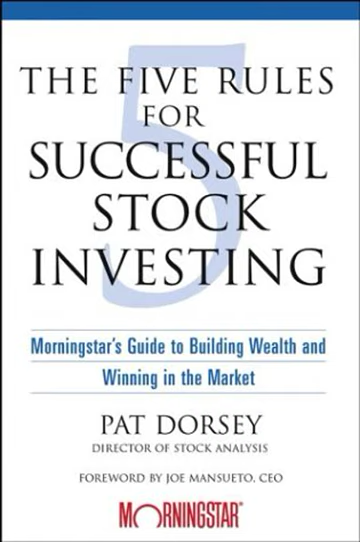 5
THE FIVE RULES
FOR
SUCCESSFUL
STOCK
INVESTING
Morningstar's Guide to Building Wealth and
Winning in the Market
PAT DORSEY
DIRECTOR OF STOCK ANALYSIS
FOREWORD BY JOE MANSUETO, CEO
MORNINGSTAR®